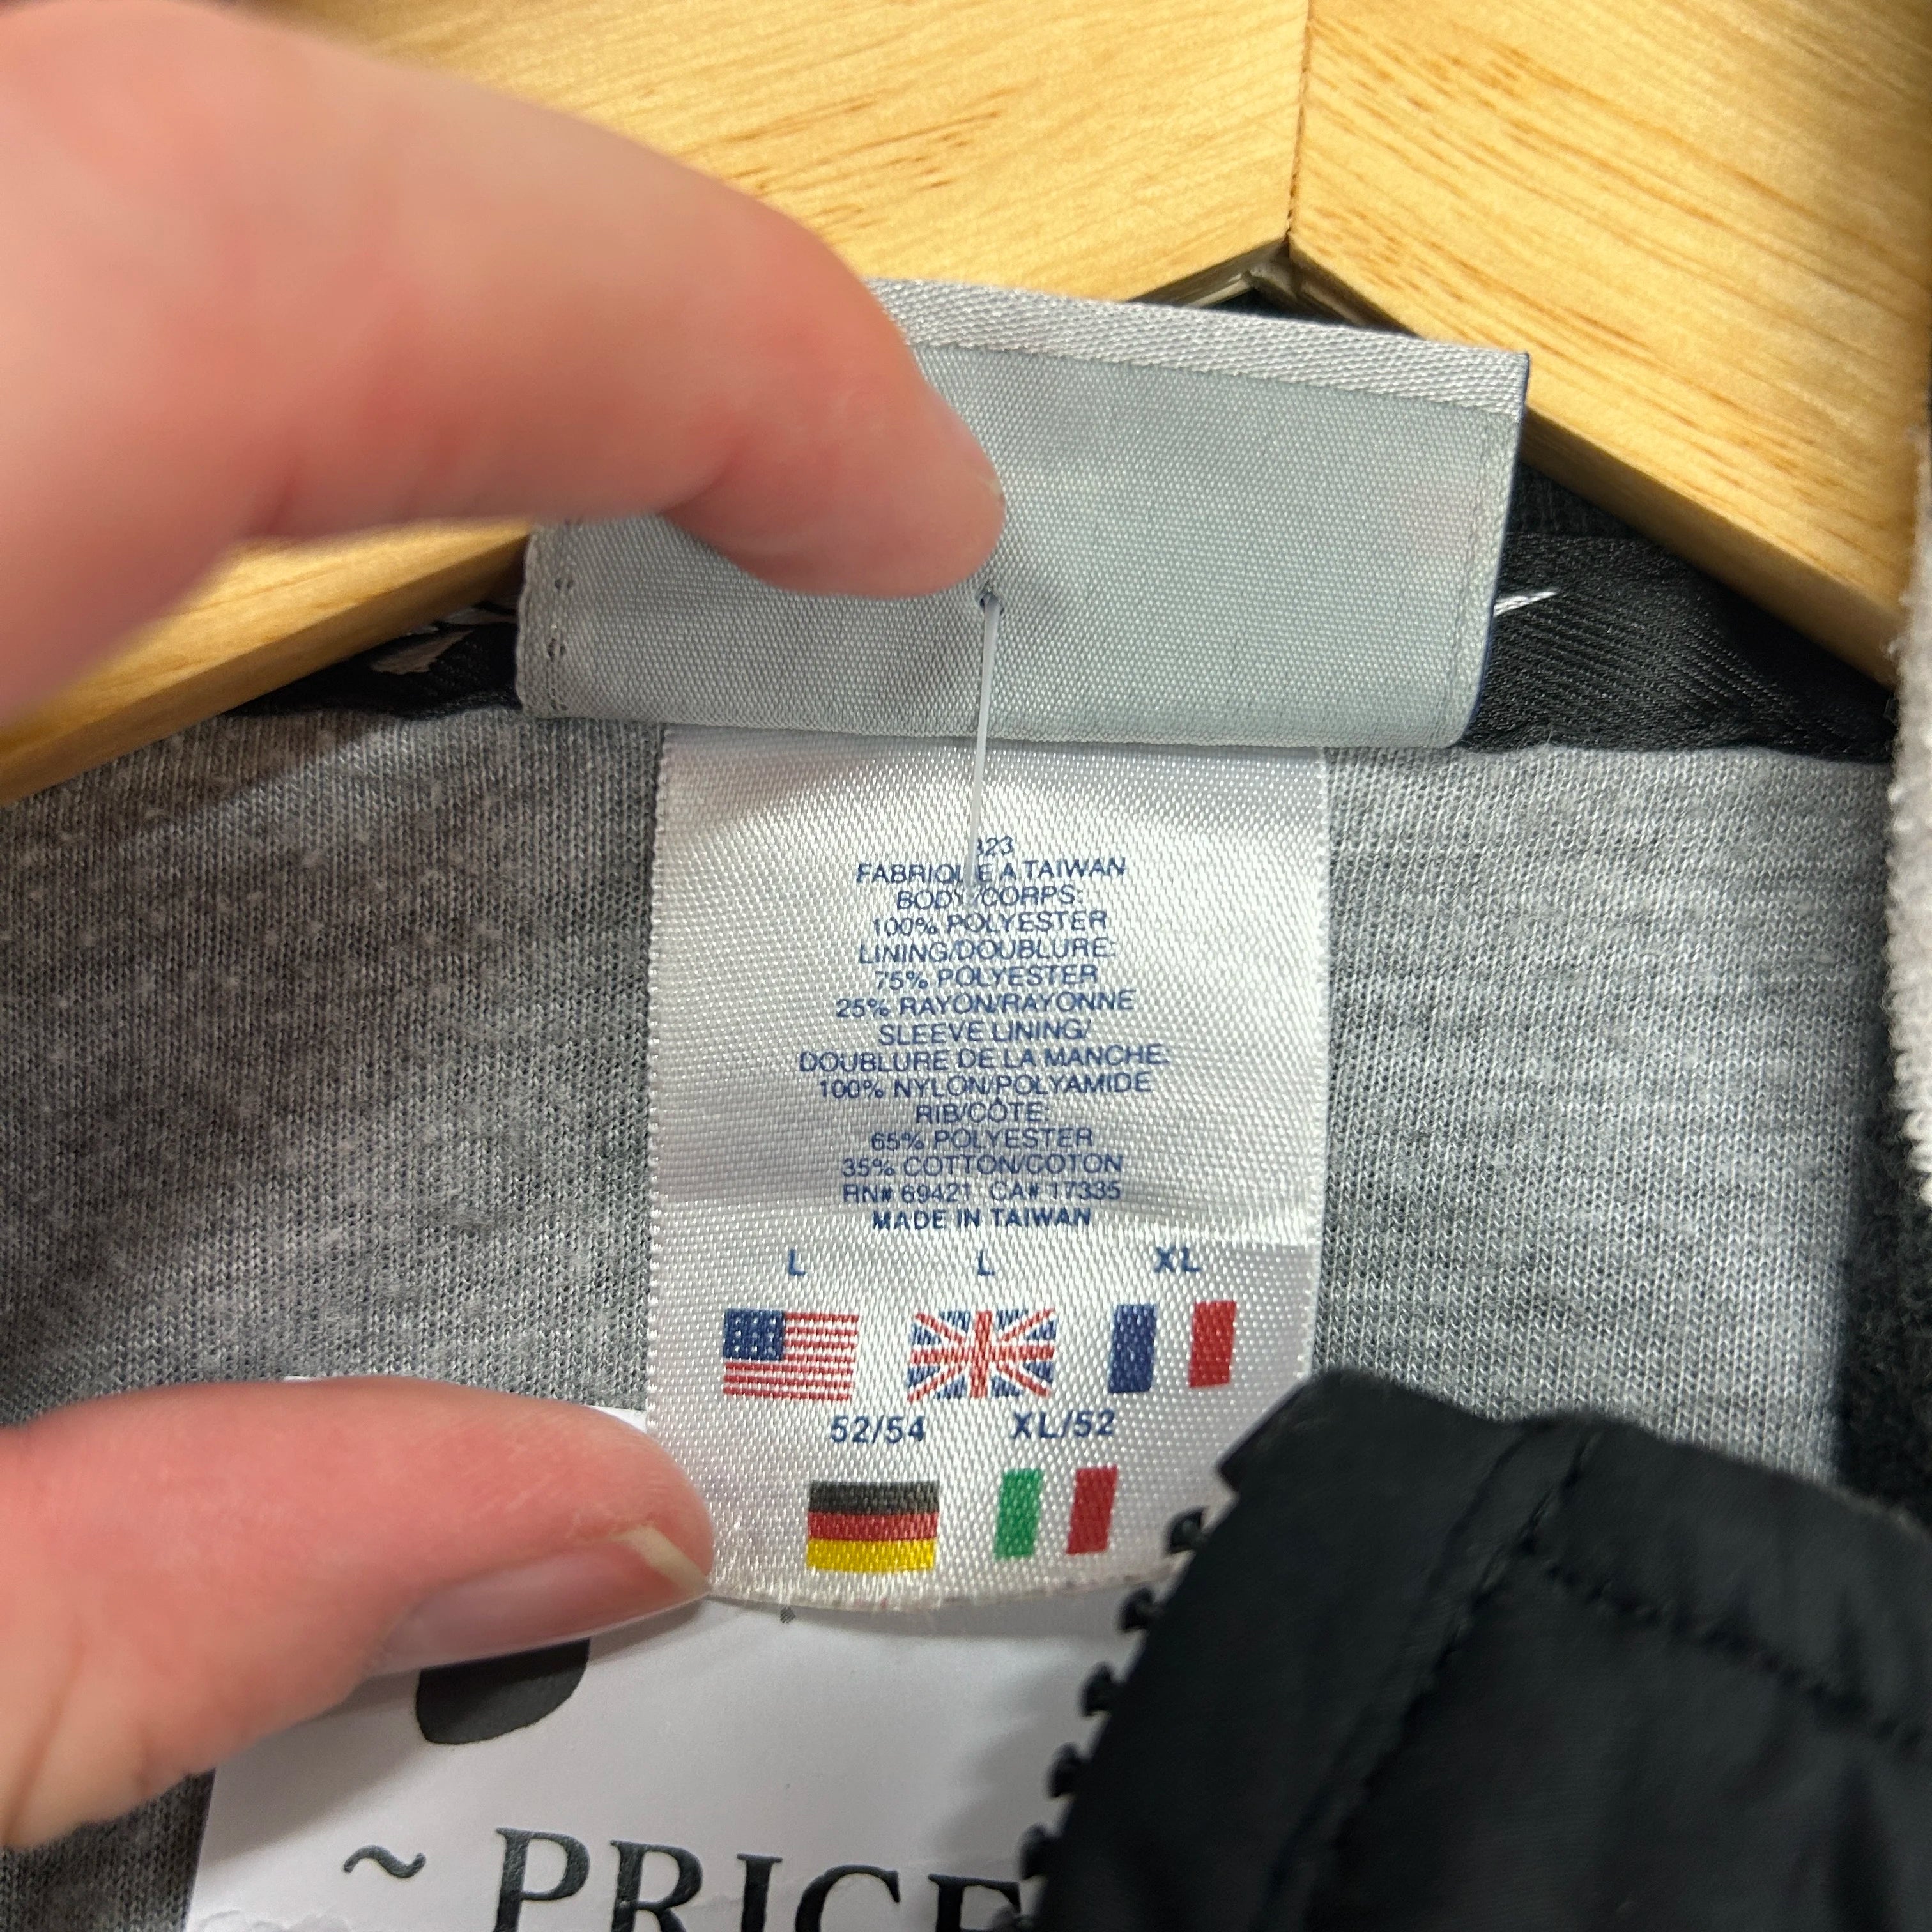 FABRIQUE A TAIWAN
BODY/CORPS:
100% POLYESTER
LINING/DOUBLURE:
75% POLYESTER
25% RAYON/RAYONNE
SLEEVE LINING/
DOUBLURE DE LA MANCHE:
100% NYLON/POLYAMIDE
RIB/CÔTE:
65% POLYESTER
35% COTTON/COTON
RN# 69421 CA# 17335
MADE IN TAIWAN
L L XL
52/54 XL/52
~ PRICE